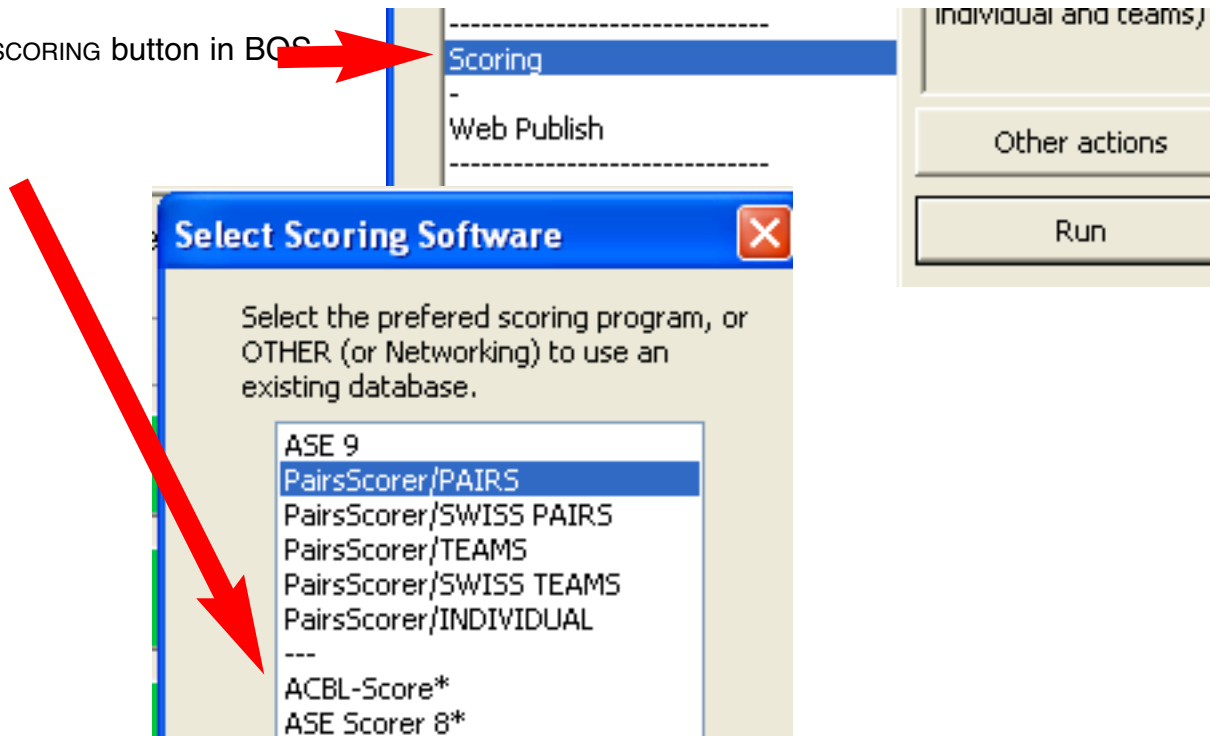 individual and teams)
SCORING button in BOS
------------------------------
Scoring
-
Web Publish
------------------------------
Other actions
Run
Select Scoring Software
Select the prefered scoring program, or
OTHER (or Networking) to use an
existing database.
ASE 9
PairsScorer/PAIRS
PairsScorer/SWISS PAIRS
PairsScorer/TEAMS
PairsScorer/SWISS TEAMS
PairsScorer/INDIVIDUAL
---
ACBL-Score*
ASE Scorer 8*